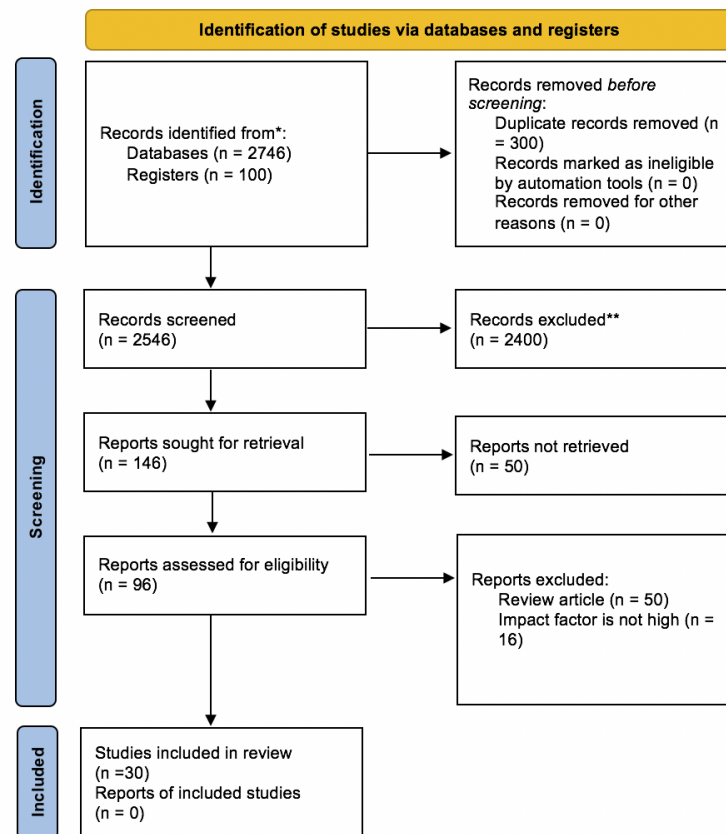 Identification of studies via databases and registers
Identification
Records identified from*:
Databases (n = 2746)
Registers (n = 100)
Records removed before
screening:
Duplicate records removed (n
= 300)
Records marked as ineligible
by automation tools (n = 0)
Records removed for other
reasons (n = 0)
Screening
Records screened
(n = 2546)
Records excluded**
(n = 2400)
Reports sought for retrieval
(n = 146)
Reports not retrieved
(n = 50)
Reports assessed for eligibility
(n = 96)
Reports excluded:
Review article (n = 50)
Impact factor is not high (n =
16)
Included
Studies included in review
(n =30)
Reports of included studies
(n = 0)